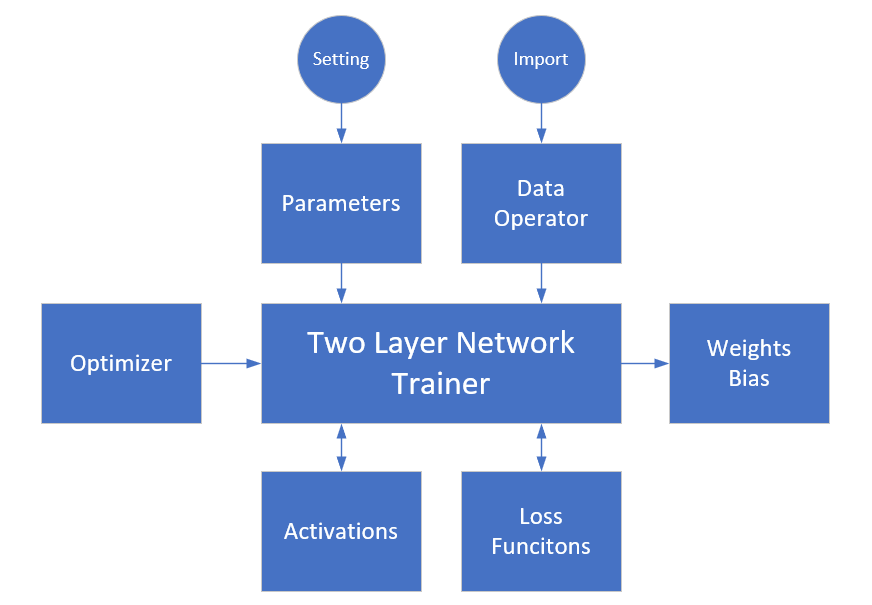 Setting
Import
Parameters
Data
Operator
Optimizer
Two Layer Network
Trainer
Weights
Bias
Activations
Loss
Funcitons